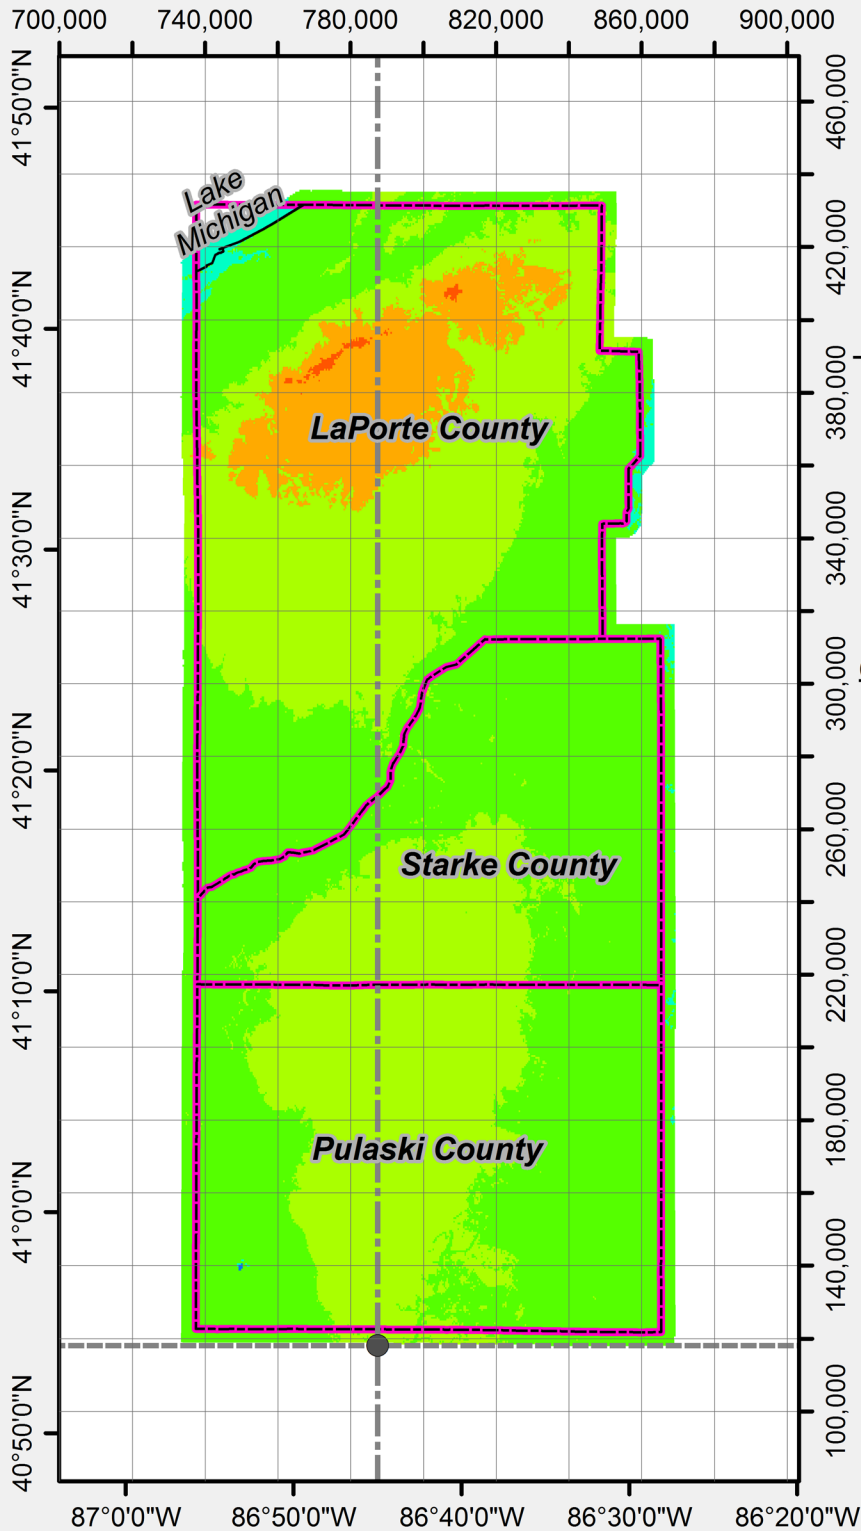 700,000 740,000 780,000 820,000 860,000 900,000
41°50'0"N
460,000
Lake
Michigan
420,000
41°40'0"N
380,000
LaPorte County
41°30'0"N
340,000
300,000
41°20'0"N
260,000
Starke County
220,000
41°10'0"N
180,000
Pulaski County
41°0'0"N
140,000
100,000
40°50'0"N
87°0'0"W 86°50'0"W 86°40'0"W 86°30'0"W 86°20'0"W